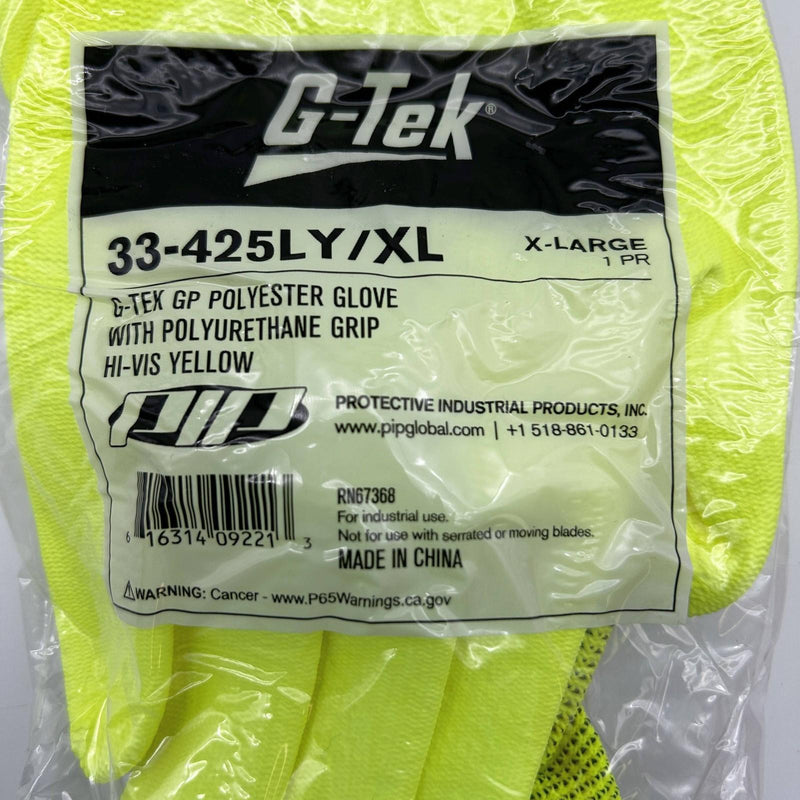 G-Tek®
33-425LY/XL
X-LARGE
1 PR
G-TEK GP POLYESTER GLOVE
WITH POLYURETHANE GRIP
HI-VIS YELLOW
PIP
PROTECTIVE INDUSTRIAL PRODUCTS, INC.
www.pipglobal.com | +1 518-861-0133
RN67368
For industrial use.
Not for use with serrated or moving blades.
MADE IN CHINA
6 16314 09221 3
⚠WARNING: Cancer - www.P65Warnings.ca.gov